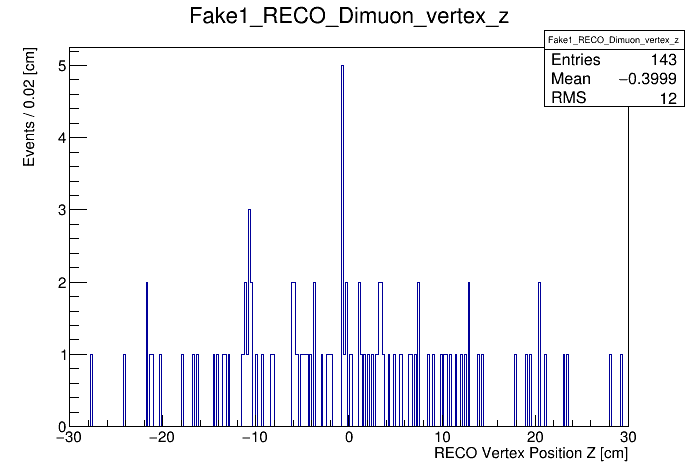 Fake1_RECO_Dimuon_vertex_z
Fake1_RECO_Dimuon_vertex_z
Entries 143
Mean −0.3999
RMS 12
Events / 0.02 [cm]
5
4
3
2
1
0
−30 −20 −10 0 10 20 30
RECO Vertex Position Z [cm]